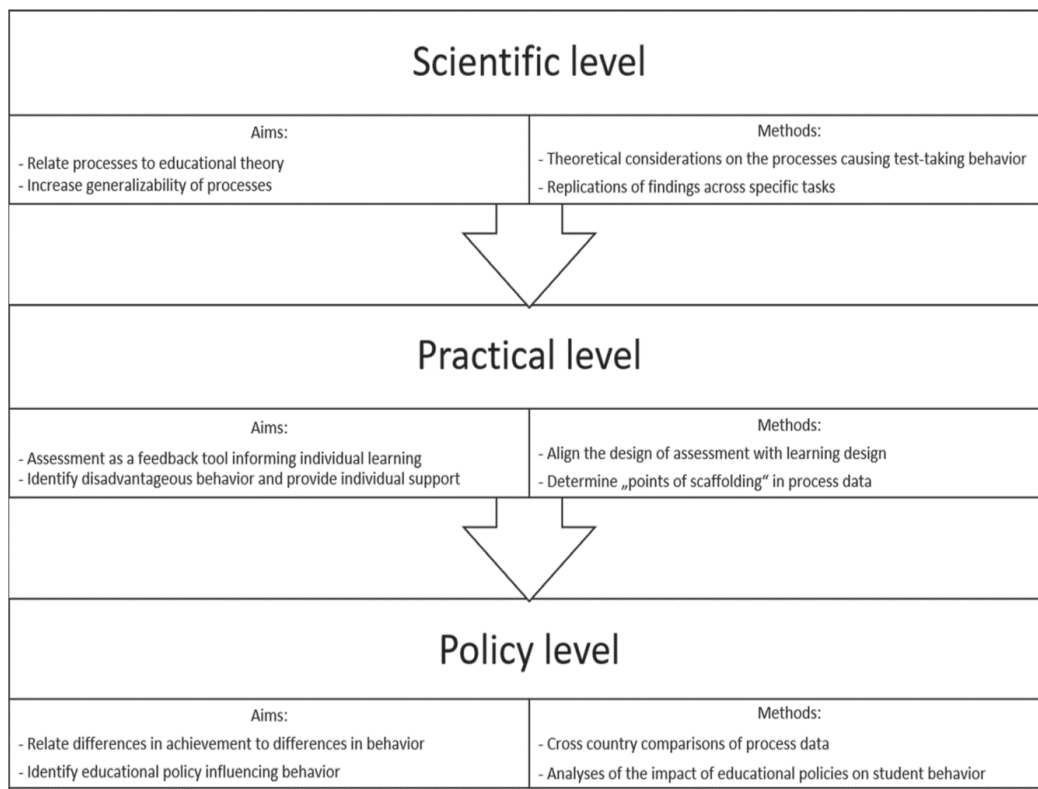 Scientific level
Aims:
- Relate processes to educational theory
- Increase generalizability of processes
Methods:
- Theoretical considerations on the processes causing test-taking behavior
- Replications of findings across specific tasks
Practical level
Aims:
- Assessment as a feedback tool informing individual learning
- Identify disadvantageous behavior and provide individual support
Methods:
- Align the design of assessment with learning design
- Determine „points of scaffolding“ in process data
Policy level
Aims:
- Relate differences in achievement to differences in behavior
- Identify educational policy influencing behavior
Methods:
- Cross country comparisons of process data
- Analyses of the impact of educational policies on student behavior